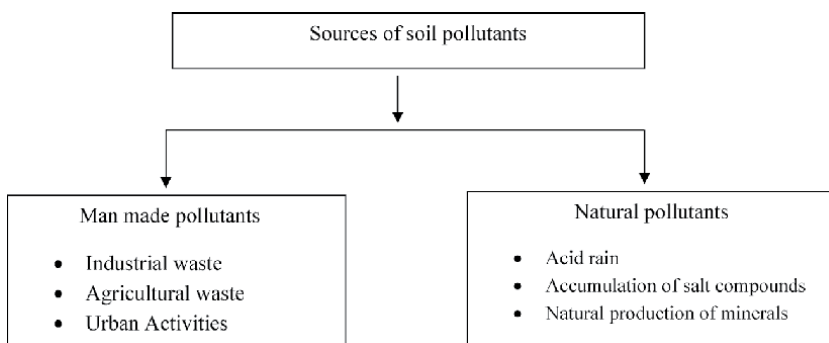 Sources of soil pollutants
Man made pollutants
• Industrial waste
• Agricultural waste
• Urban Activities
Natural pollutants
• Acid rain
• Accumulation of salt compounds
• Natural production of minerals